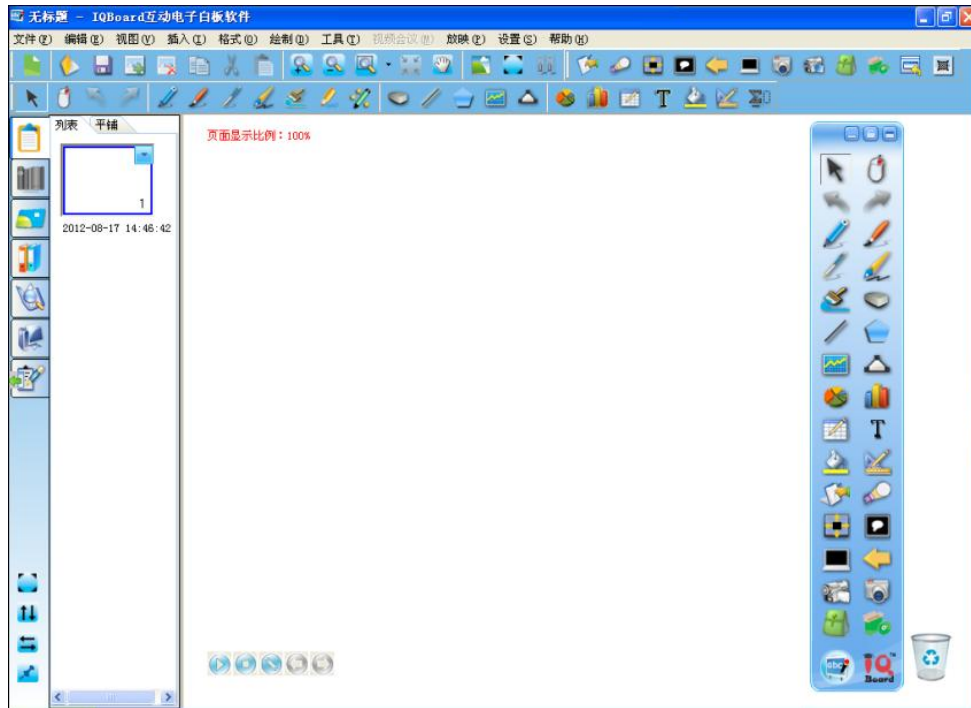 无标题 - IQBoard互动电子白板软件
文件(F) 编辑(E) 视图(V) 插入(I) 格式(O) 绘制(D) 工具(T) 视频会议(N) 放映(P) 设置(S) 帮助(H)
列表 平铺
页面显示比例：100%
1
2012-08-17 14:46:42
T
T
abc
IQ
Board